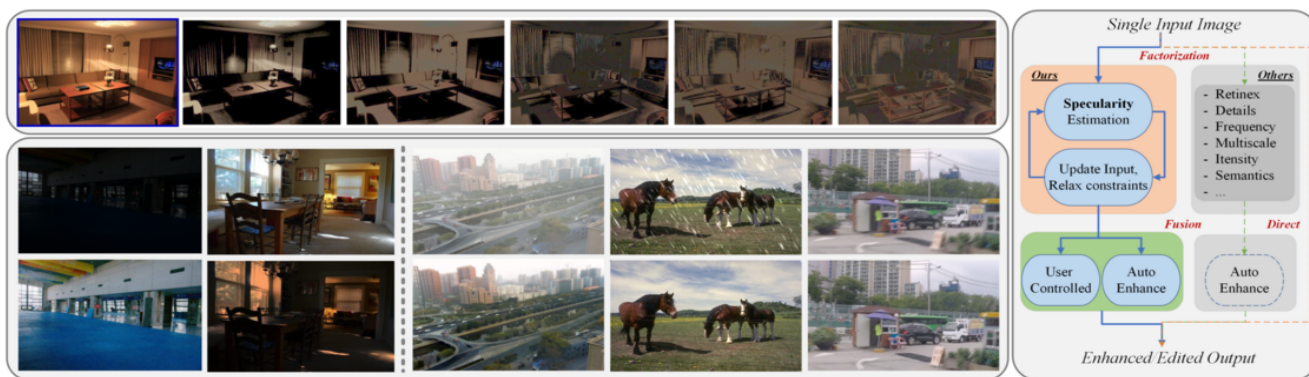 Single Input Image
Factorization
Ours
Others
Specularity
Estimation
Update Input,
Relax constraints
- Retinex
- Details
- Frequency
- Multiscale
- Itensity
- Semantics
- ...
Fusion
Direct
User
Controlled
Auto
Enhance
Auto
Enhance
Enhanced Edited Output